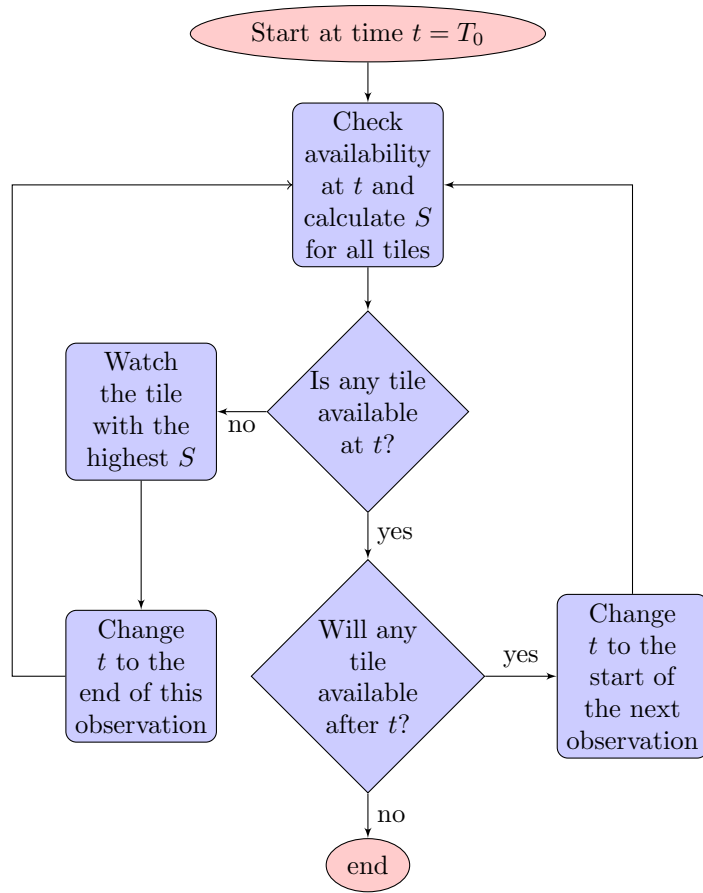 Start at time t = T₀
Check
availability
at t and
calculate S
for all tiles
Is any tile
available
at t?
no
Watch
the tile
with the
highest S
yes
Change
t to the
end of this
observation
Will any
tile
available
after t?
yes
Change
t to the
start of
the next
observation
no
end